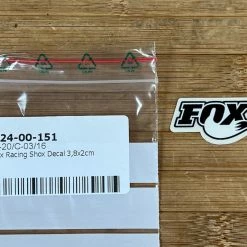 24-00-151
-20/C-03/16
x Racing Shox Decal 3,8x2cm
FOX